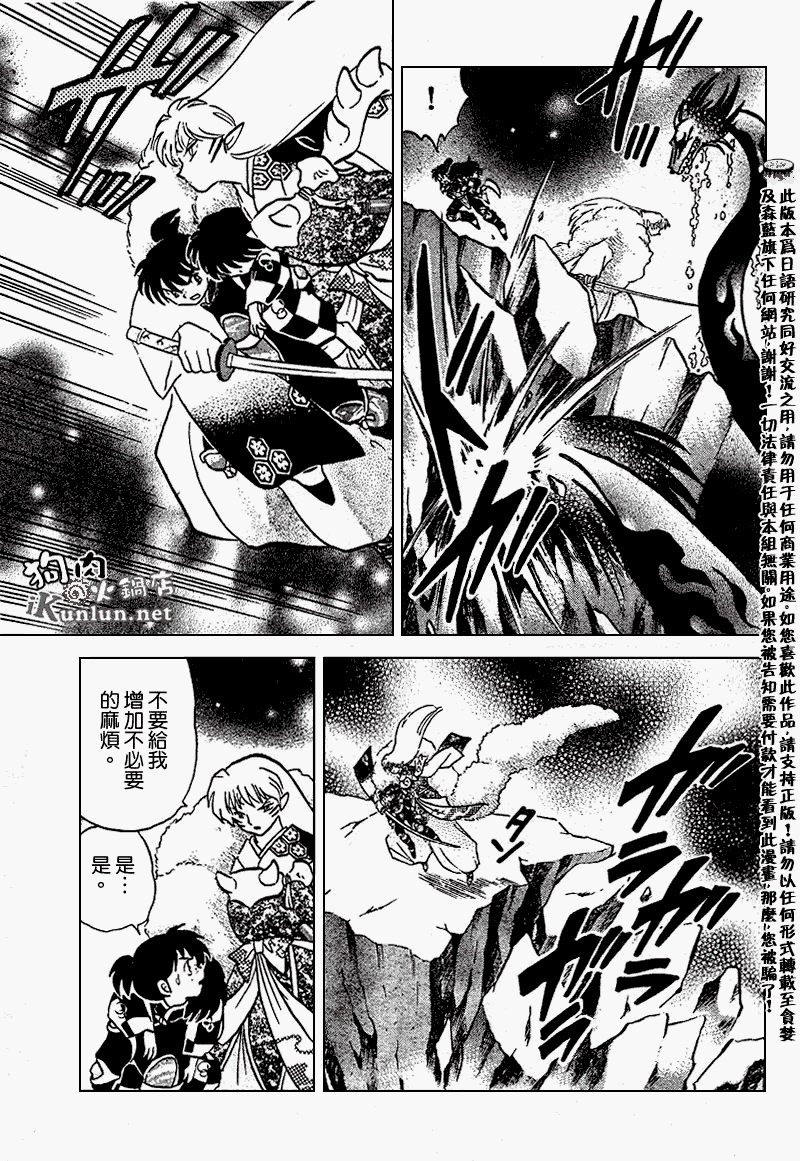 !
ザ
ザ
此版本爲日語研究同好交流之用,請勿用于任何商業用途。如您喜歡此作品,請支持正版!請勿以任何形式轉載至貪婪
及森藍旗下任何網站,謝謝!一切法律責任與本組無關。如果您被告知需要付款才能看到此漫畫,那麽,您被騙了!
狗肉火鍋店
iKunlun.net
ガラ
ガラ
タン
不要給我
增加不必要
的麻煩。
是…
是。